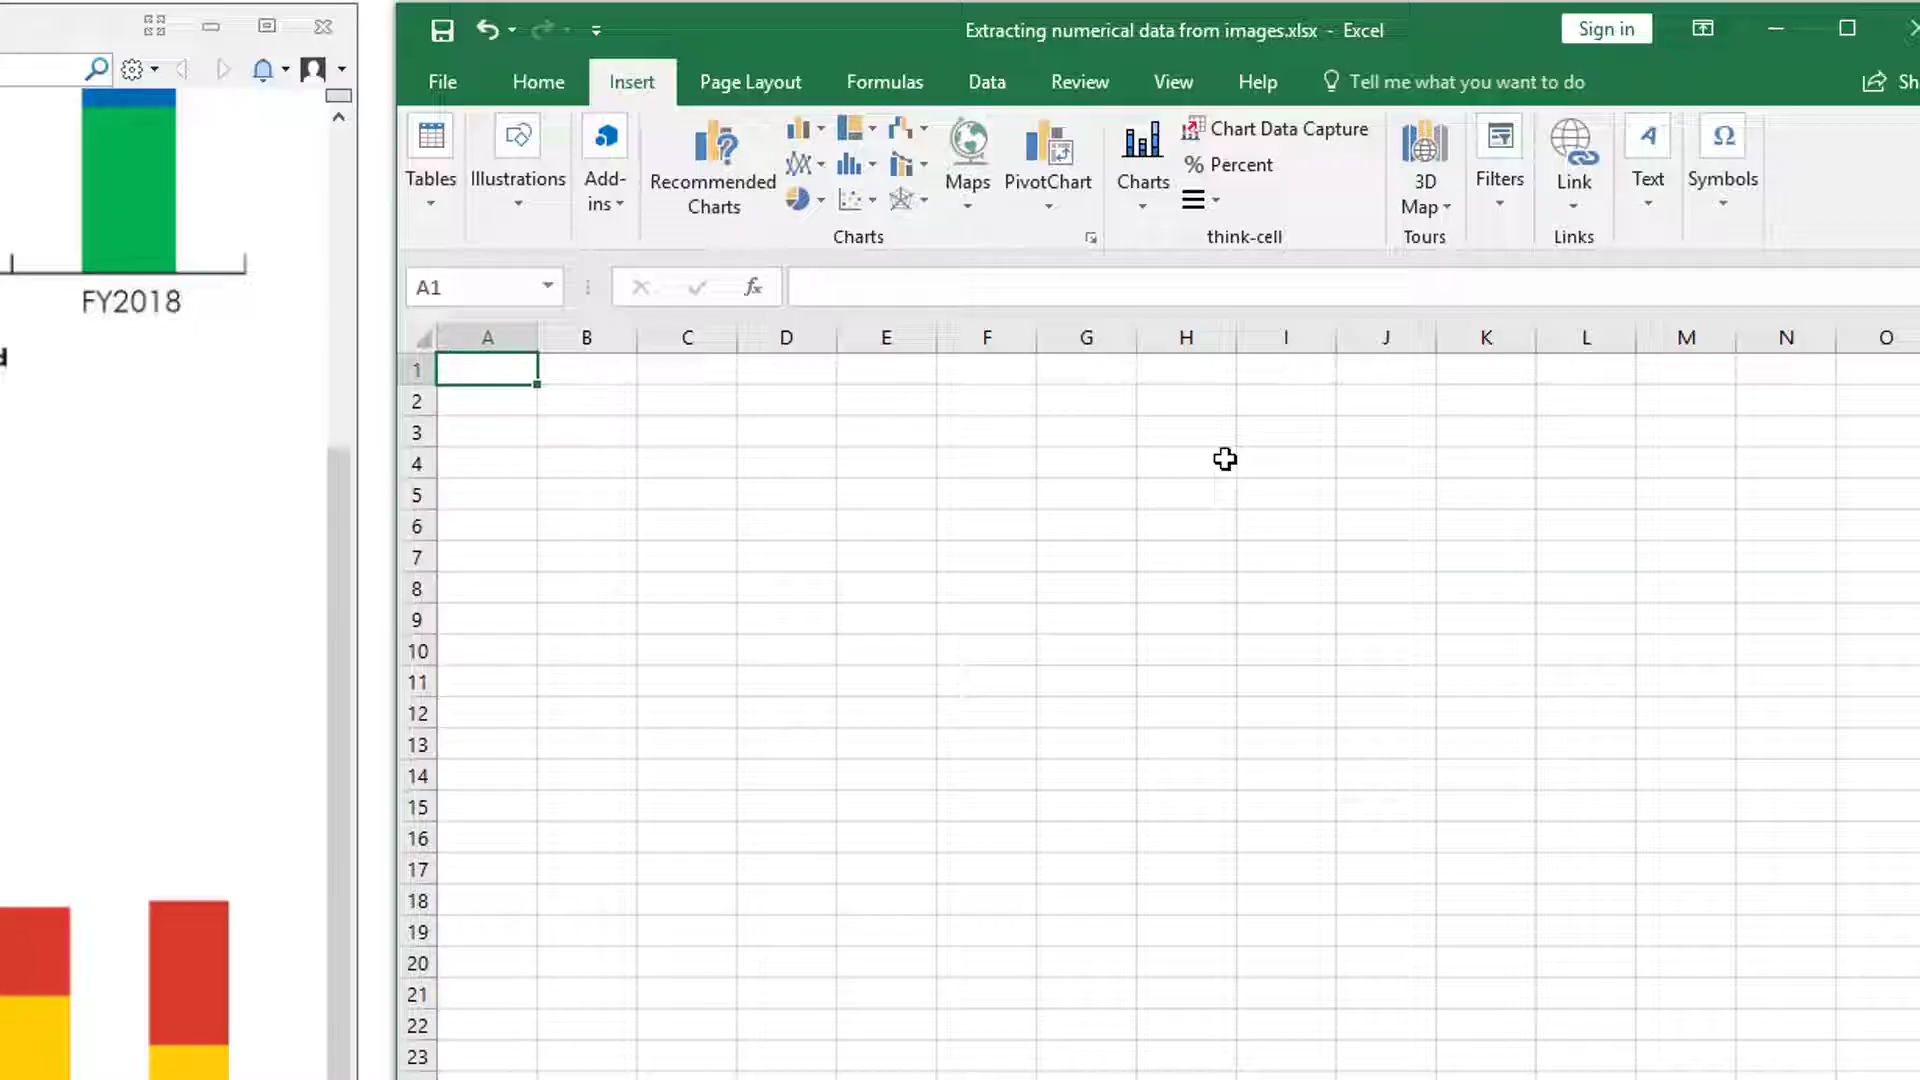 Extracting numerical data from images.xlsx - Excel
Sign in
File Home Insert Page Layout Formulas Data Review View Help Tell me what you want to do
Tables
Illustrations
Add-
ins
Recommended
Charts
Maps
PivotChart
Charts
Charts
Chart Data Capture
% Percent
think-cell
3D
Map
Tours
Filters
Link
Links
Text
Symbols
A1
fx
A B C D E F G H I J K L M N O
1
2
3
4
5
6
7
8
9
10
11
12
13
14
15
16
17
18
19
20
21
22
23
FY2018